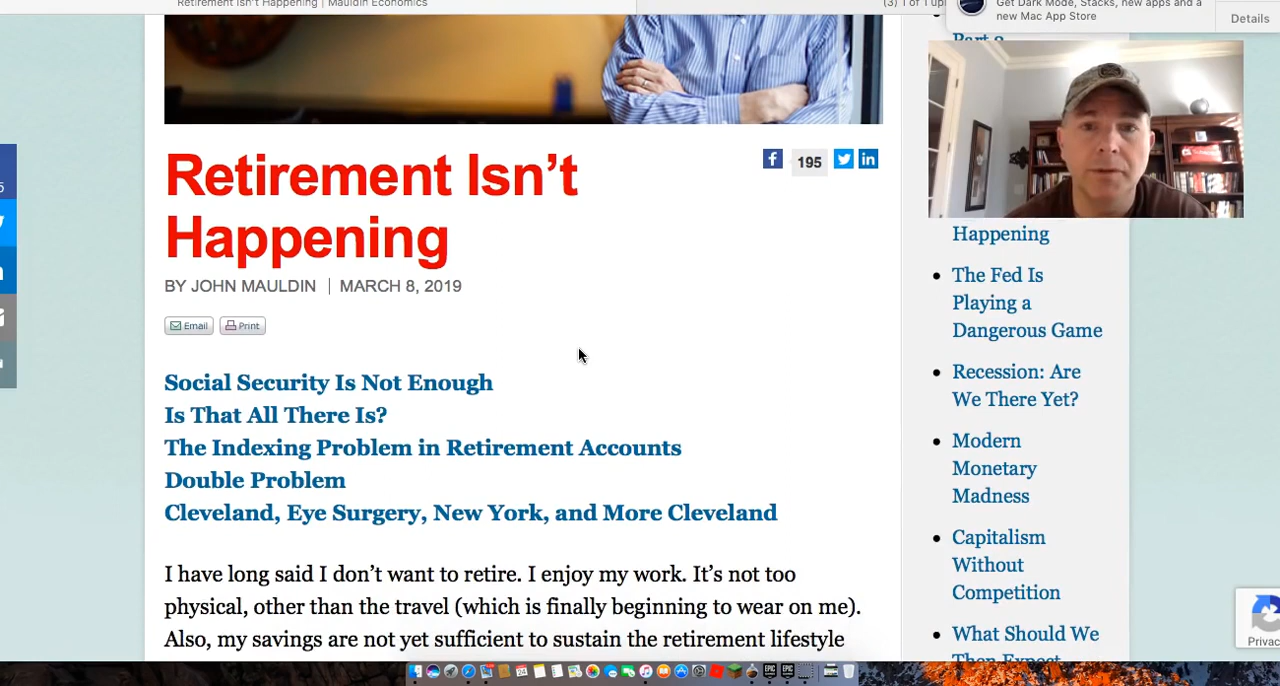 Retirement Isn't Happening | Mauldin Economics
Get Dark Mode, Stacks, new apps and a
new Mac App Store
Details
Retirement Isn’t
Happening
195
BY JOHN MAULDIN | MARCH 8, 2019
Email Print
Social Security Is Not Enough
Is That All There Is?
The Indexing Problem in Retirement Accounts
Double Problem
Cleveland, Eye Surgery, New York, and More Cleveland
I have long said I don’t want to retire. I enjoy my work. It’s not too
physical, other than the travel (which is finally beginning to wear on me).
Also, my savings are not yet sufficient to sustain the retirement lifestyle
Happening
The Fed Is
Playing a
Dangerous Game
Recession: Are
We There Yet?
Modern
Monetary
Madness
Capitalism
Without
Competition
What Should We
Then Expect